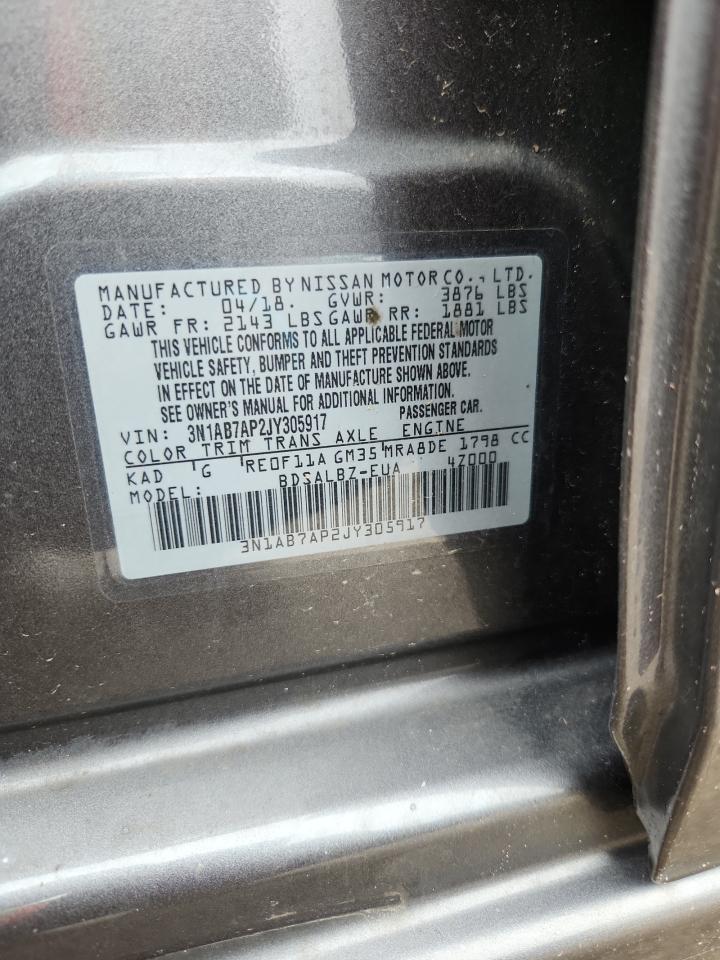 MANUFACTURED BY NISSAN MOTOR CO., LTD.
DATE: 04/18. GVWR: 3876 LBS
GAWR FR: 2143 LBS GAWR RR: 1881 LBS
THIS VEHICLE CONFORMS TO ALL APPLICABLE FEDERAL MOTOR
VEHICLE SAFETY, BUMPER AND THEFT PREVENTION STANDARDS
IN EFFECT ON THE DATE OF MANUFACTURE SHOWN ABOVE.
SEE OWNER'S MANUAL FOR ADDITIONAL INFORMATION.
VIN: 3N1AB7AP2JY305917 PASSENGER CAR.
COLOR TRIM TRANS AXLE ENGINE
KAD G RE0F11A GM35 MRA8DE 1798 CC
MODEL: BDSALBZ-EUA 4Z000
3N1AB7AP2JY305917